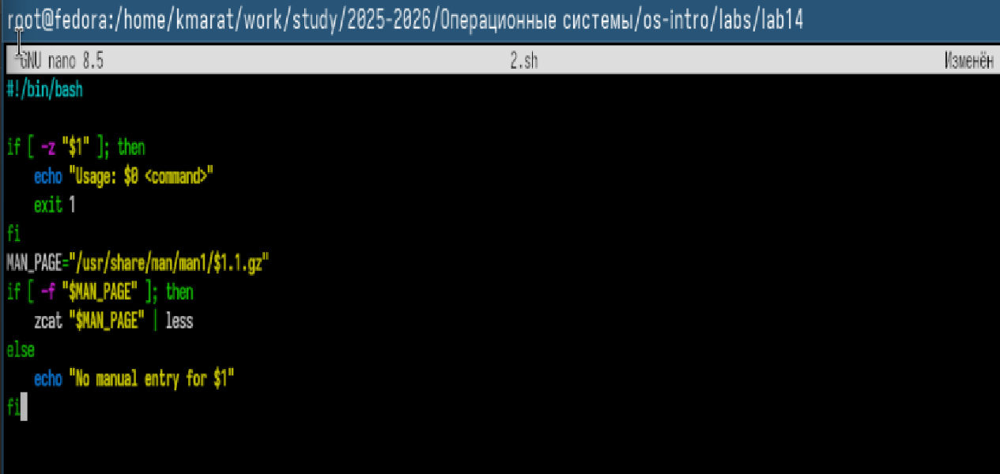 root@fedora:/home/kmarat/work/study/2025-2026/Операционные системы/os-intro/labs/lab14
GNU nano 8.5 2.sh Изменён
#!/bin/bash
if [ -z "$1" ]; then
echo "Usage: $0 <command>"
exit 1
fi
MAN_PAGE="/usr/share/man/man1/$1.1.gz"
if [ -f "$MAN_PAGE" ]; then
zcat "$MAN_PAGE" | less
else
echo "No manual entry for $1"
fi